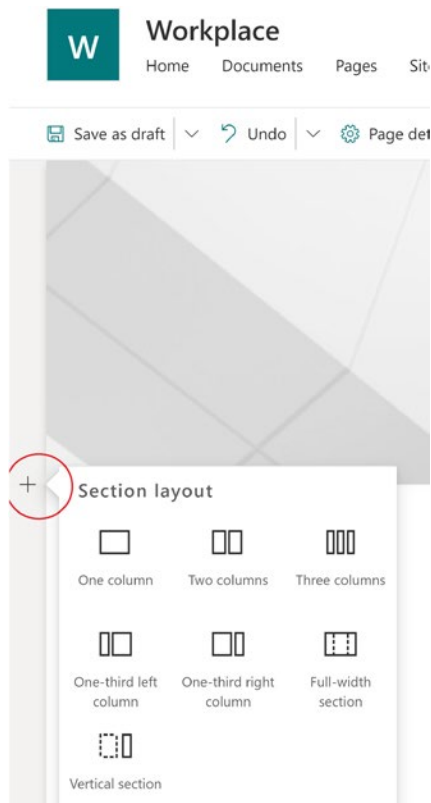 W
Workplace
Home Documents Pages
Save as draft Undo Page
Section layout
One column Two columns Three columns
One-third left column One-third right column Full-width section
Vertical section